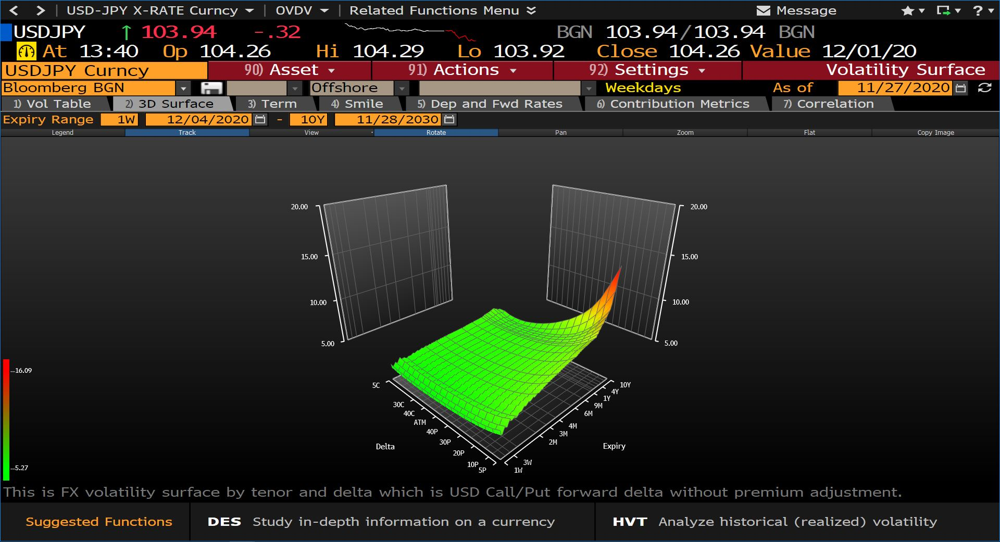 USD-JPY X-RATE Curncy OVDV Related Functions Menu Message ?
USDJPY ↑ 103.94 -.32 BGN 103.94/103.94 BGN
At 13:40 Op 104.26 Hi 104.29 Lo 103.92 Close 104.26 Value 12/01/20
USDJPY Curncy 90) Asset 91) Actions 92) Settings Volatility Surface
Bloomberg BGN Offshore Weekdays As of 11/27/2020
1) Vol Table 2) 3D Surface 3) Term 4) Smile 5) Dep and Fwd Rates 6) Contribution Metrics 7) Correlation
Expiry Range 1W 12/04/2020 - 10Y 11/28/2030
Legend Track View Rotate Pan Zoom Flat Copy Image
20.00 20.00
15.00 15.00
10.00 10.00
5.00 5.00
16.09
5.27
5C
30C
40C
ATM
40P
30P
20P
10P
5P
Delta
10Y
4Y
1Y
9M
6M
4M
3M
2M
3W
1W
Expiry
This is FX volatility surface by tenor and delta which is USD Call/Put forward delta without premium adjustment.
Suggested Functions DES Study in-depth information on a currency HVT Analyze historical (realized) volatility